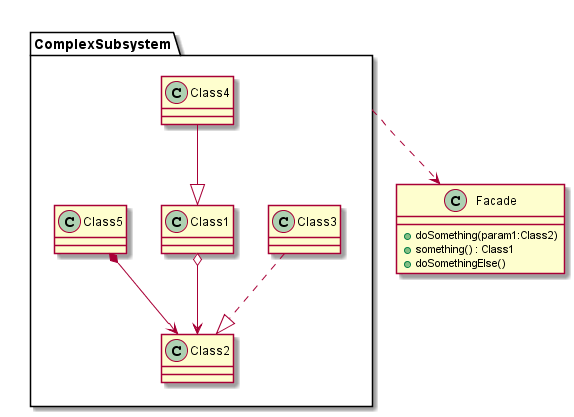 ComplexSubsystem
C Class4
C Class5
C Class1
C Class3
C Class2
C Facade
doSomething(param1:Class2)
something() : Class1
doSomethingElse()